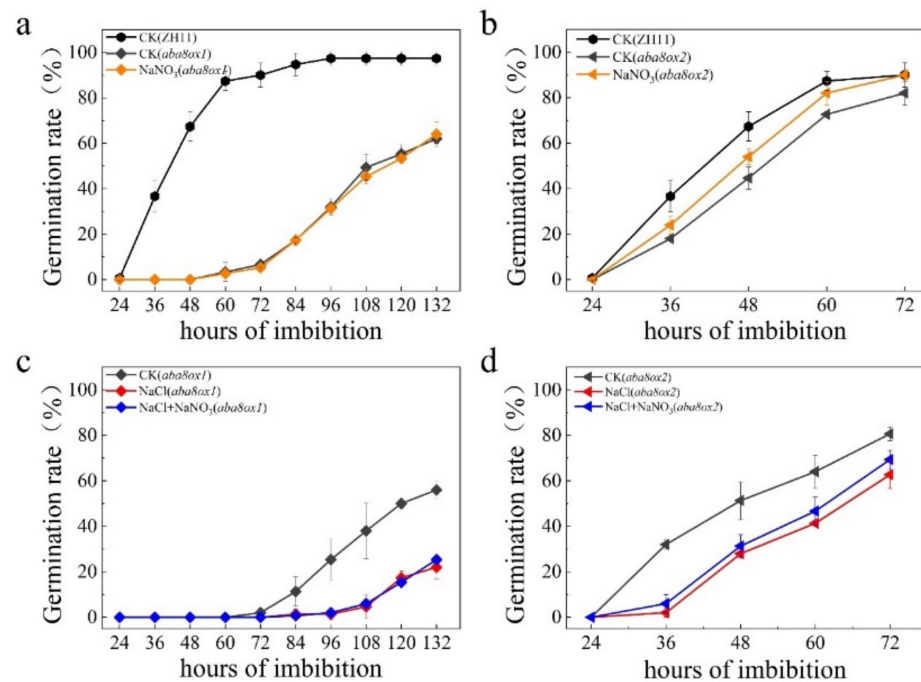 a
CK(ZH11)
CK(aba8ox1)
NaNO₃(aba8ox1)
Germination rate (%)
100
80
60
40
20
0
24 36 48 60 72 84 96 108 120 132
hours of imbibition
b
CK(ZH11)
CK(aba8ox2)
NaNO₃(aba8ox2)
Germination rate (%)
100
80
60
40
20
0
24 36 48 60 72
hours of imbibition
c
CK(aba8ox1)
NaCl(aba8ox1)
NaCl+NaNO₃(aba8ox1)
Germination rate (%)
100
80
60
40
20
0
24 36 48 60 72 84 96 108 120 132
hours of imbibition
d
CK(aba8ox2)
NaCl(aba8ox2)
NaCl+NaNO₃(aba8ox2)
Germination rate (%)
100
80
60
40
20
0
24 36 48 60 72
hours of imbibition